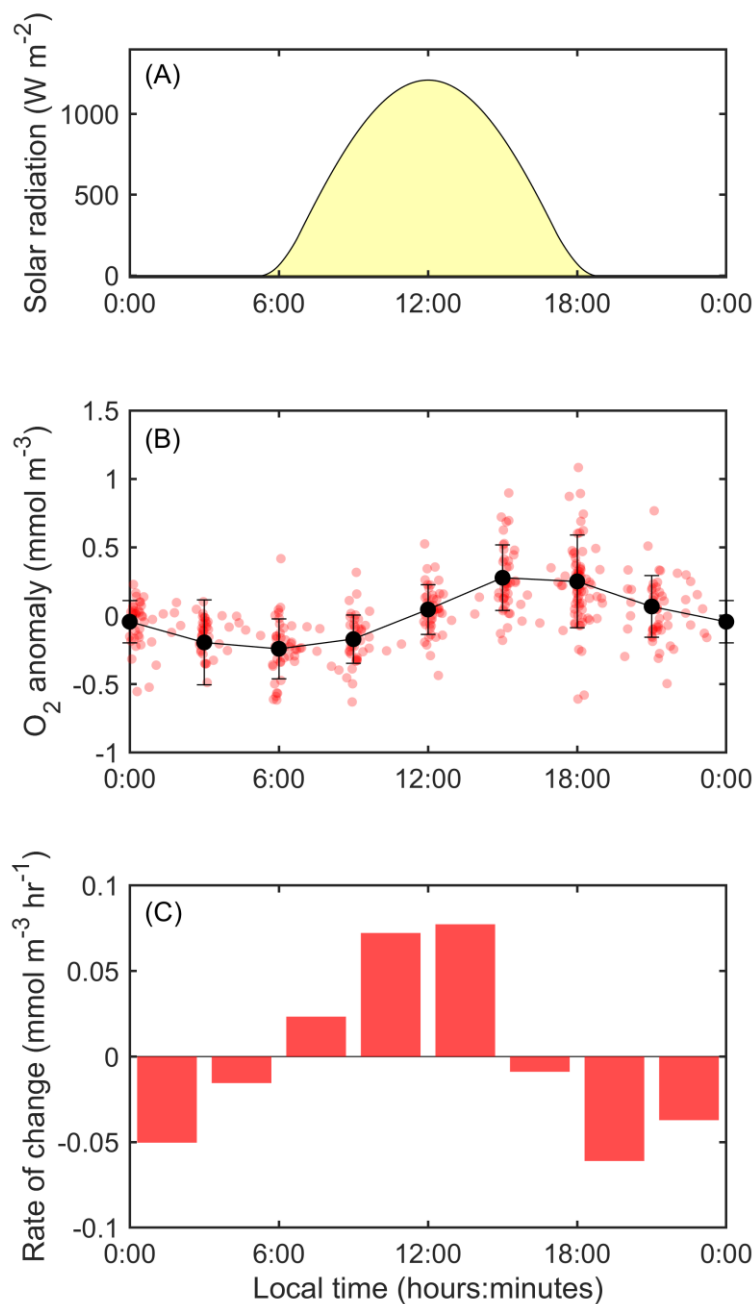 (A)
Solar radiation (W m⁻²)
1000
500
0
0:00 6:00 12:00 18:00 0:00
(B)
O₂ anomaly (mmol m⁻³)
1.5
1
0.5
0
-0.5
-1
0:00 6:00 12:00 18:00 0:00
(C)
Rate of change (mmol m⁻³ hr⁻¹)
0.1
0.05
0
-0.05
-0.1
0:00 6:00 12:00 18:00 0:00
Local time (hours:minutes)